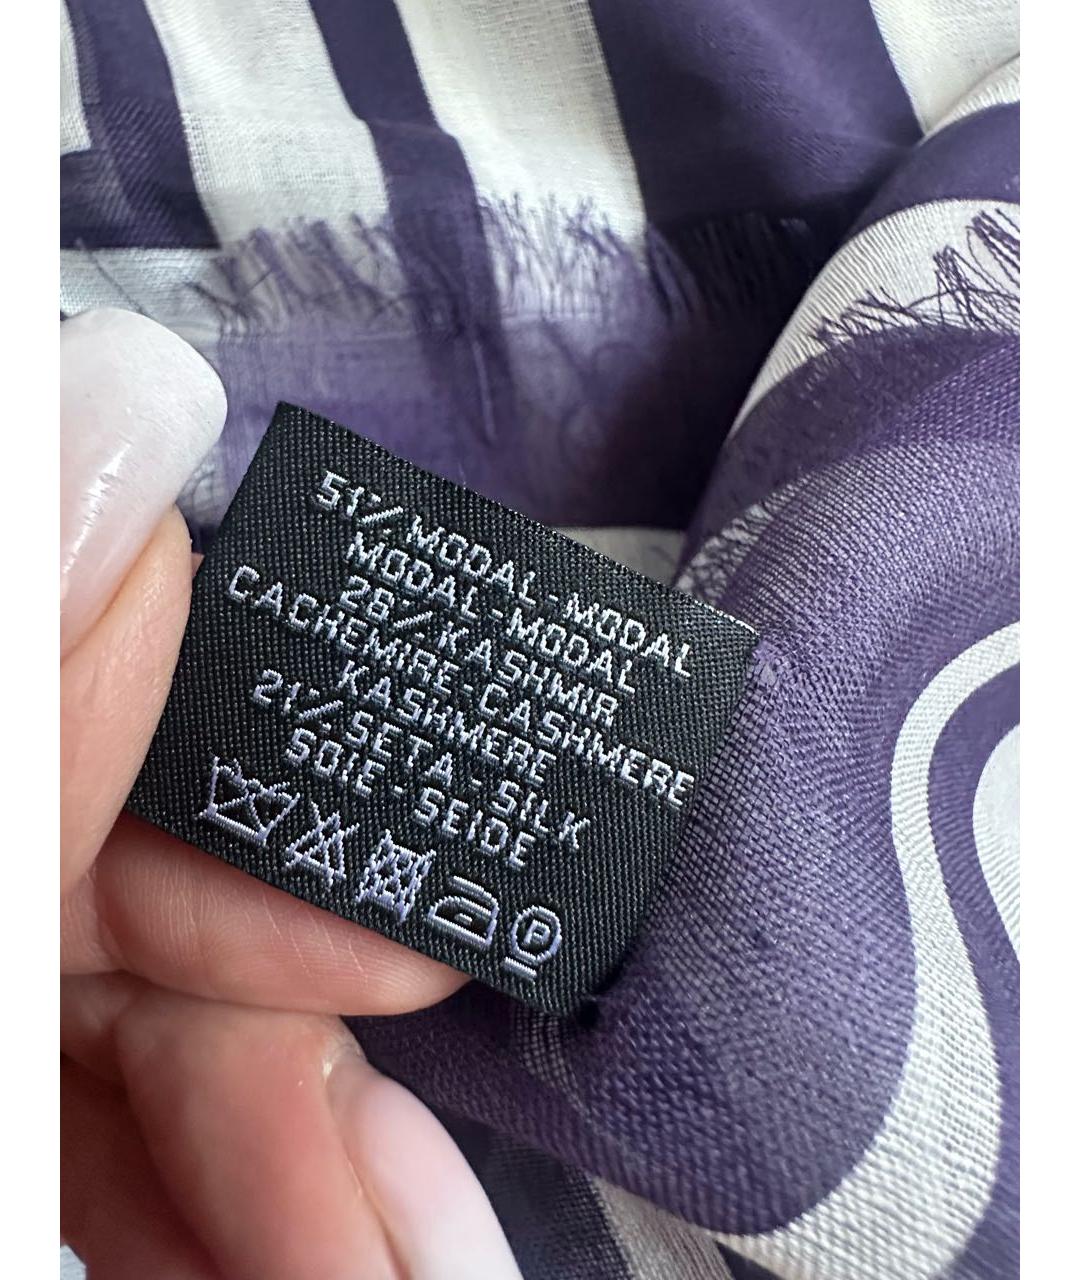 51% MODAL-MODAL
MODAL-MODAL
28% KASHMIR
CACHEMIRE-CASHMERE
KASHMERE
21% SETA - SILK
SOIE - SEIDE
P